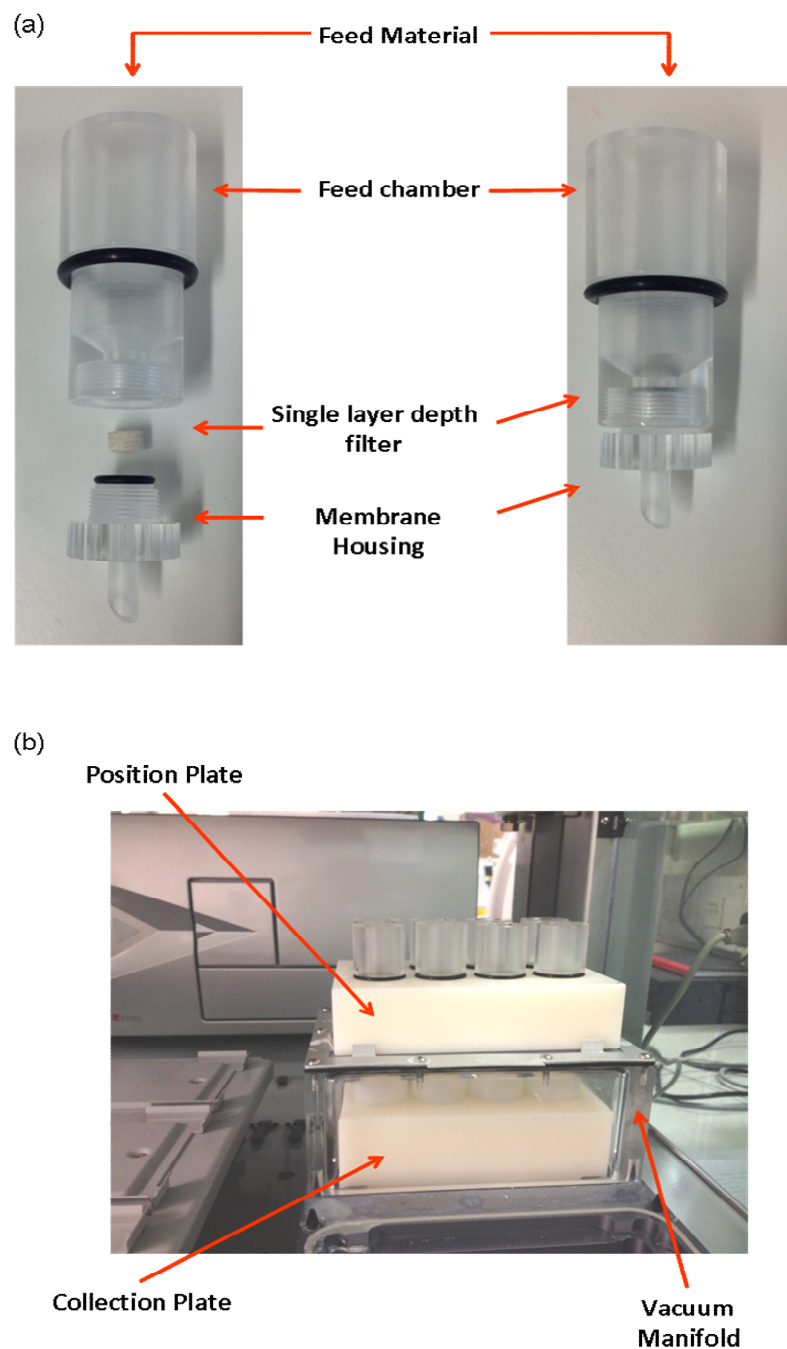 (a)
Feed Material
Feed chamber
Single layer depth
filter
Membrane
Housing
(b)
Position Plate
Collection Plate
Vacuum
Manifold